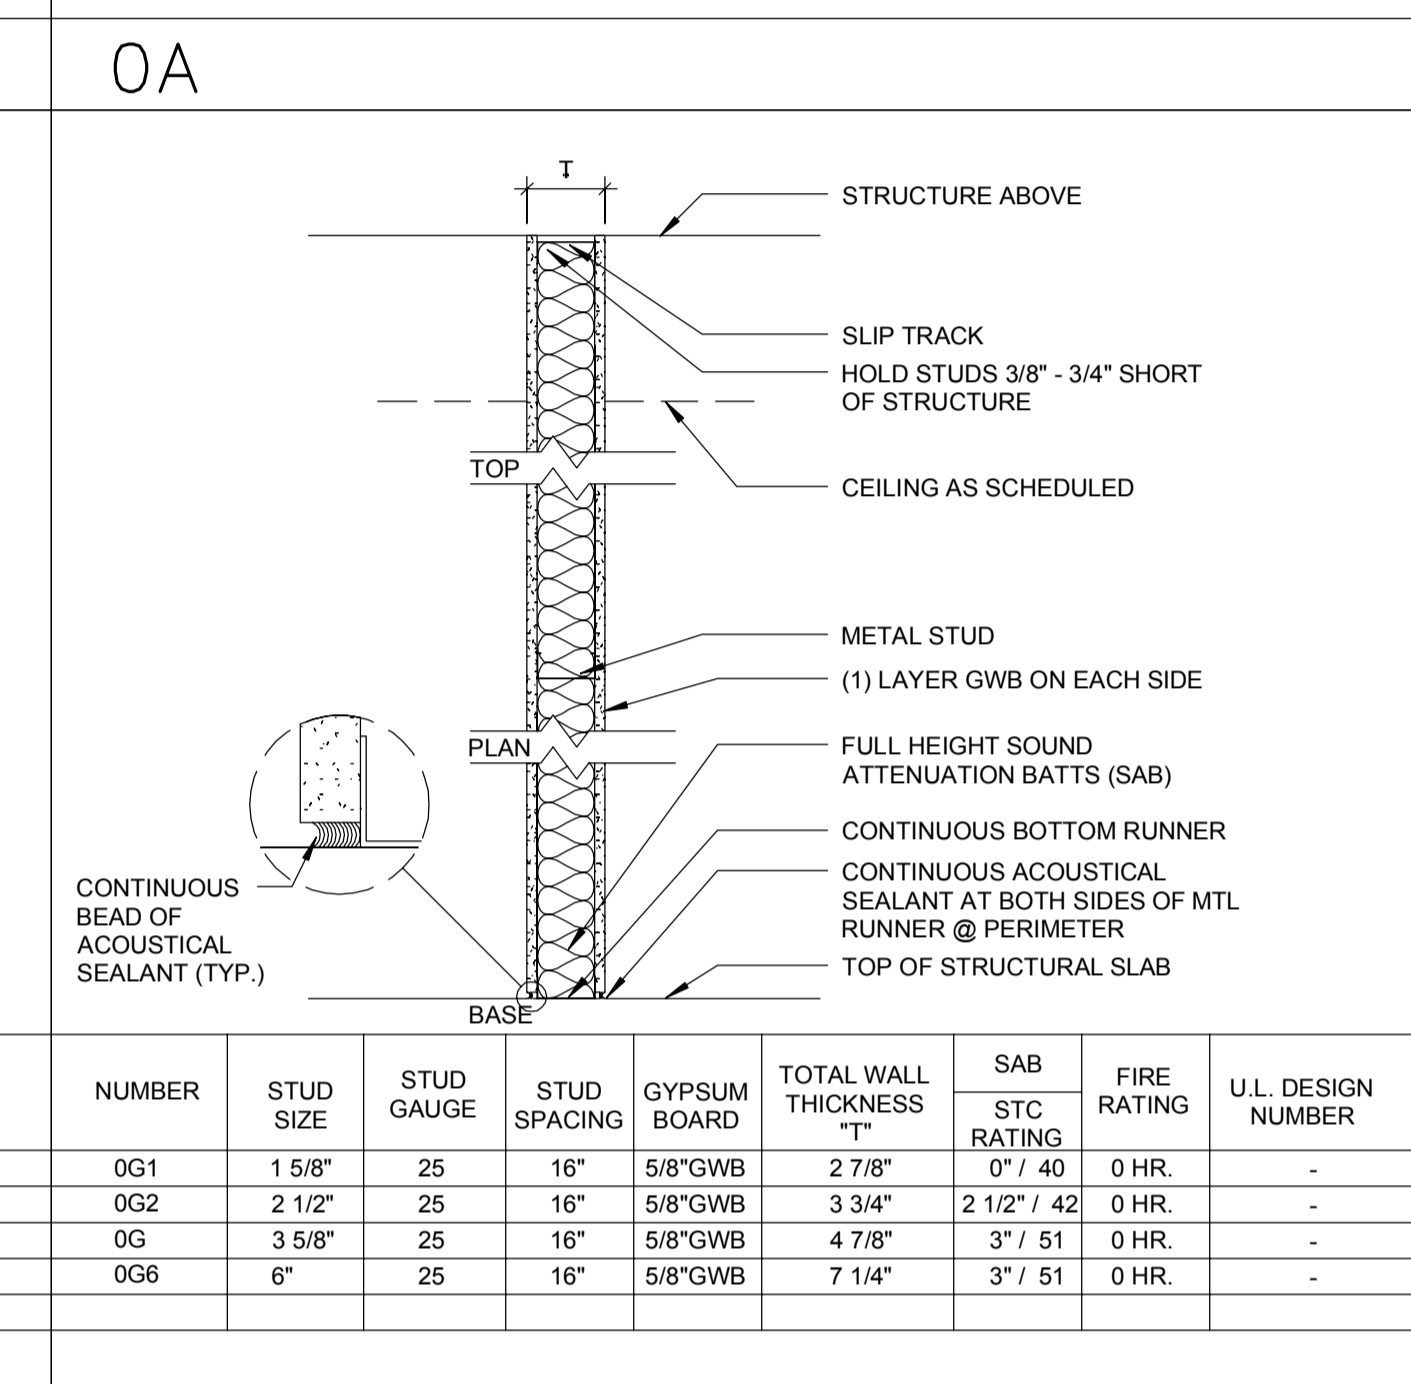 0A
T
STRUCTURE ABOVE
SLIP TRACK
HOLD STUDS 3/8" - 3/4" SHORT
OF STRUCTURE
TOP
CEILING AS SCHEDULED
METAL STUD
(1) LAYER GWB ON EACH SIDE
PLAN
FULL HEIGHT SOUND
ATTENUATION BATTS (SAB)
CONTINUOUS BOTTOM RUNNER
CONTINUOUS ACOUSTICAL
SEALANT AT BOTH SIDES OF MTL
RUNNER @ PERIMETER
CONTINUOUS
BEAD OF
ACOUSTICAL
SEALANT (TYP.)
TOP OF STRUCTURAL SLAB
BASE
NUMBER
STUD
SIZE
STUD
GAUGE
STUD
SPACING
GYPSUM
BOARD
TOTAL WALL
THICKNESS
"T"
SAB
STC
RATING
FIRE
RATING
U.L. DESIGN
NUMBER
0G1 1 5/8" 25 16" 5/8"GWB 2 7/8" 0" / 40 0 HR. -
0G2 2 1/2" 25 16" 5/8"GWB 3 3/4" 2 1/2" / 42 0 HR. -
0G 3 5/8" 25 16" 5/8"GWB 4 7/8" 3" / 51 0 HR. -
0G6 6" 25 16" 5/8"GWB 7 1/4" 3" / 51 0 HR. -